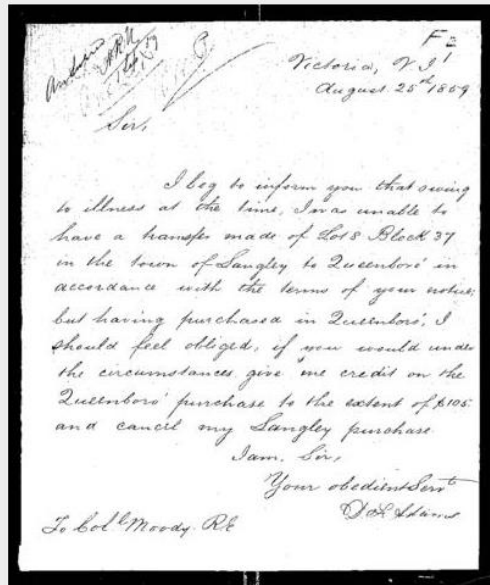 F 2
Answered
Victoria, V. I
August 25th 1859
Sir,
I beg to inform you that owing
to illness at the time, I was unable to
have a transfer made of Lot 8 Block 37
in the town of Langley to Queenboro' in
accordance with the terms of your notice;
but having purchased in Queenboro', I
should feel obliged, if you would under
the circumstances give me credit on the
Queenboro' purchase to the extent of $105
and cancel my Langley purchase
I am, Sir,
Your obedient Servt
D L Adams
To Coll Moody. R.E